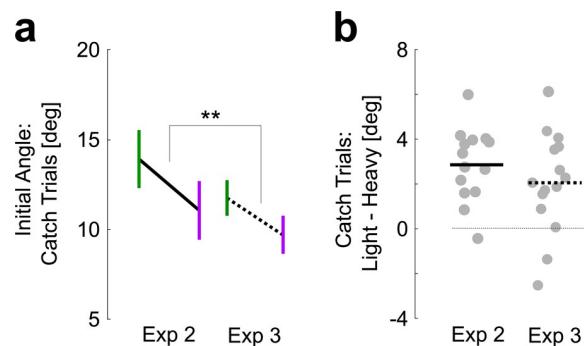 a
20
15
10
5
Initial Angle:
Catch Trials [deg]
**
Exp 2 Exp 3
b
8
4
0
-4
Catch Trials:
Light - Heavy [deg]
Exp 2 Exp 3